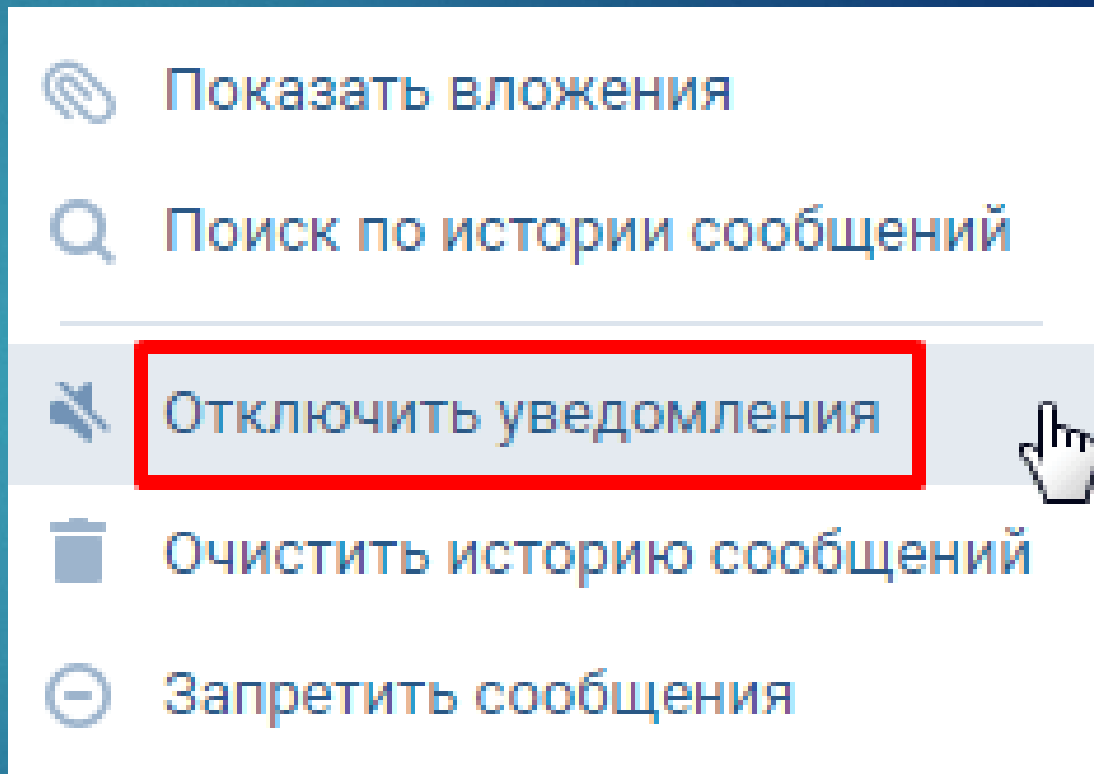 Показать вложения
Поиск по истории сообщений
Отключить уведомления
Очистить историю сообщений
Запретить сообщения